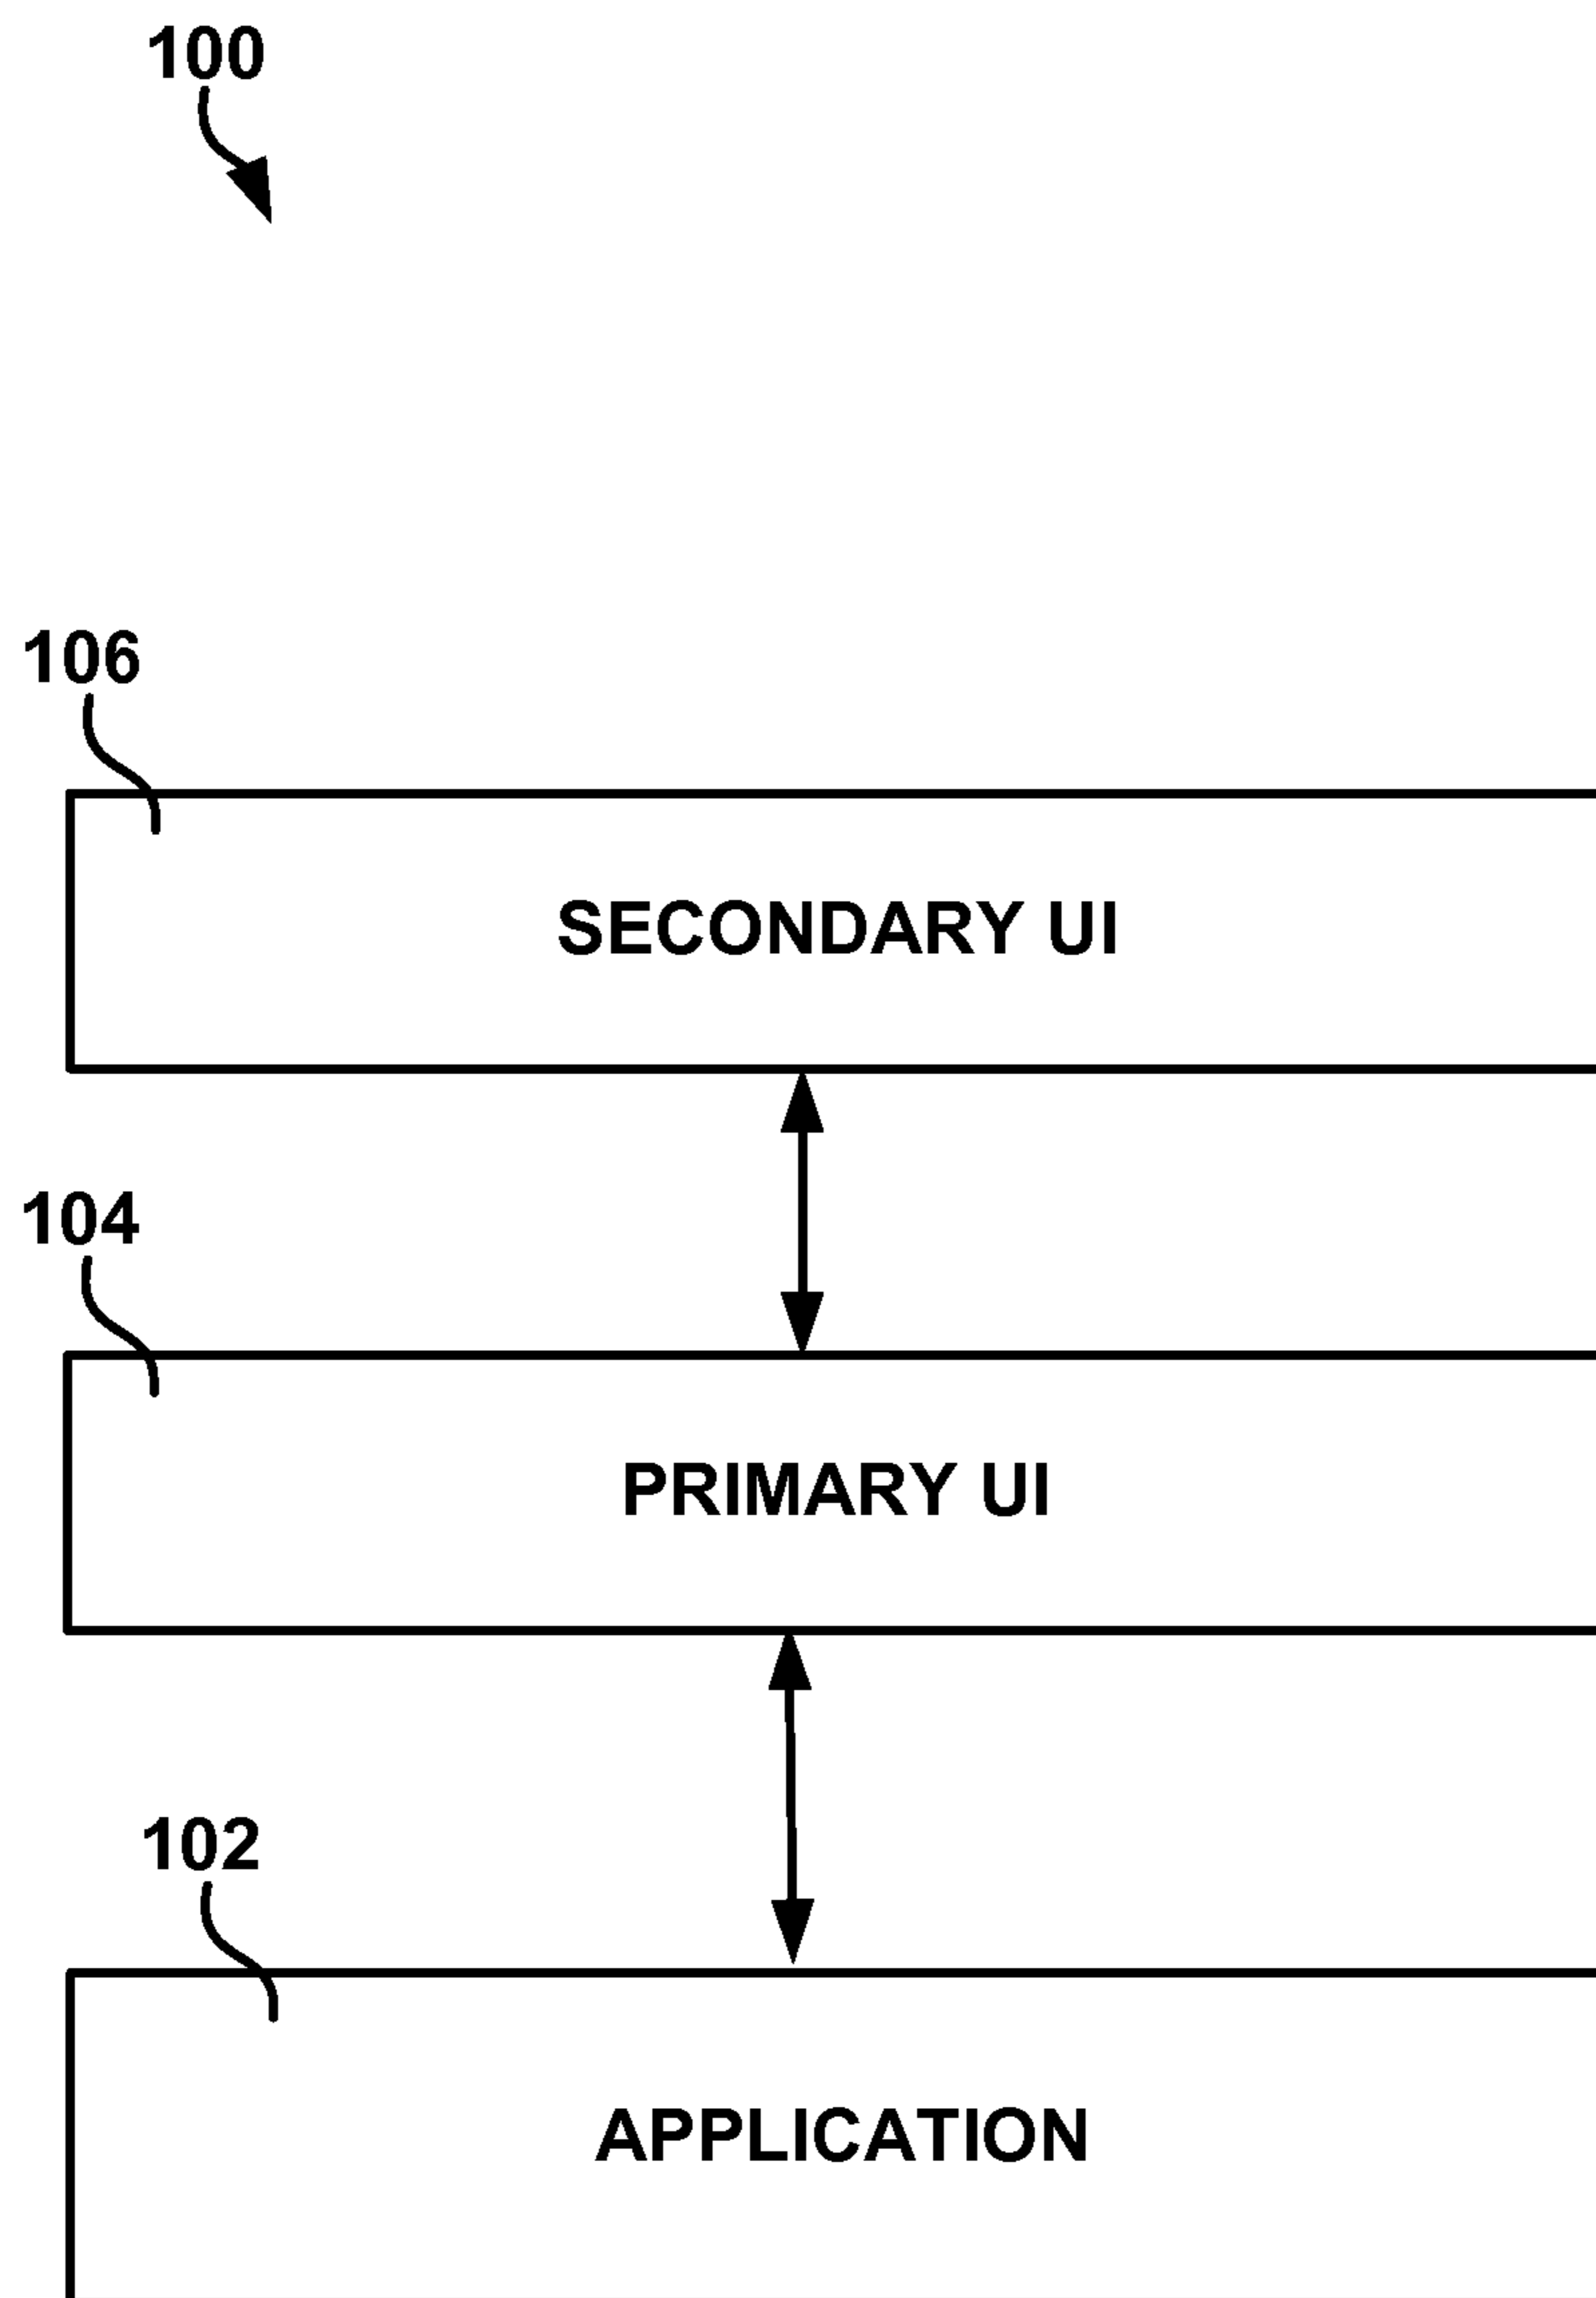 100
106
SECONDARY UI
104
PRIMARY UI
102
APPLICATION